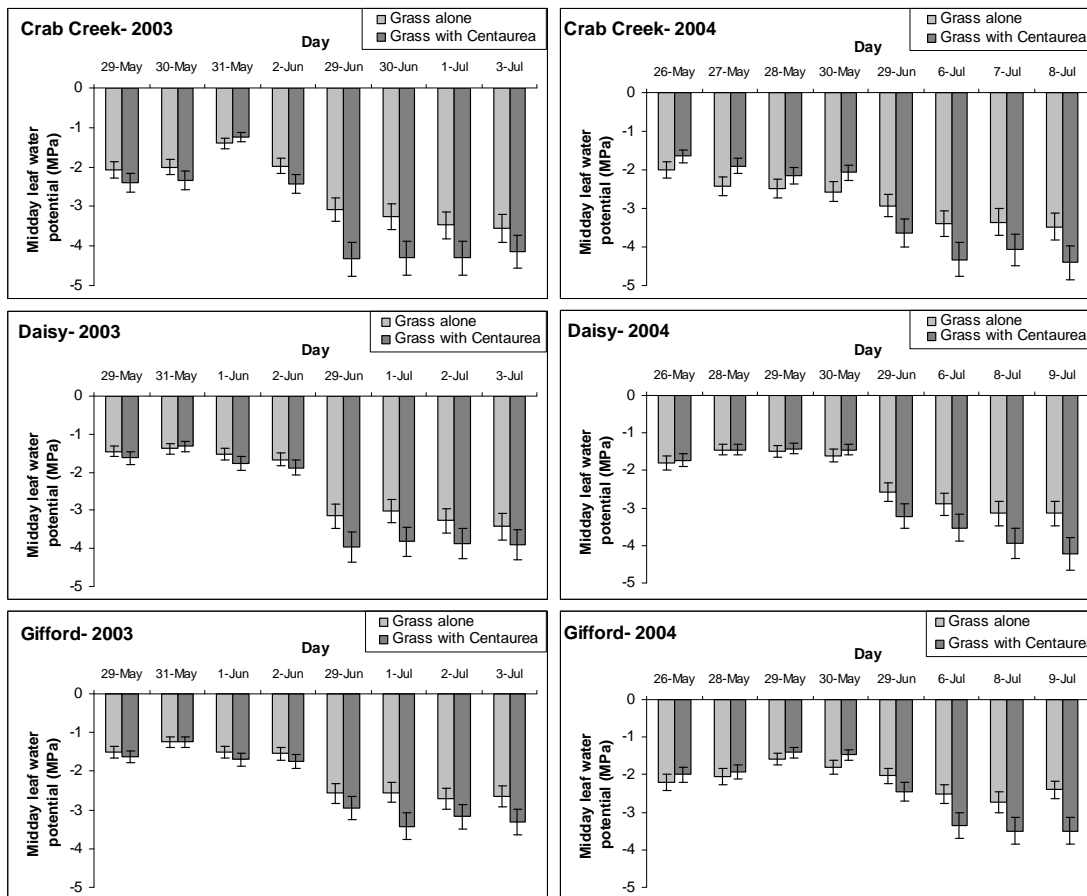 Crab Creek- 2003
Grass alone
Grass with Centaurea
Day
29-May 30-May 31-May 2-Jun 29-Jun 30-Jun 1-Jul 3-Jul
0
-1
-2
-3
-4
-5
Midday leaf water
potential (MPa)
Crab Creek- 2004
Grass alone
Grass with Centaurea
Day
26-May 27-May 28-May 30-May 29-Jun 6-Jul 7-Jul 8-Jul
0
-1
-2
-3
-4
-5
Midday leaf water
potential (MPa)
Daisy- 2003
Grass alone
Grass with Centaurea
Day
29-May 31-May 1-Jun 2-Jun 29-Jun 1-Jul 2-Jul 3-Jul
0
-1
-2
-3
-4
-5
Midday leaf water
potential (MPa)
Daisy- 2004
Grass alone
Grass with Centaurea
Day
26-May 28-May 29-May 30-May 29-Jun 6-Jul 8-Jul 9-Jul
0
-1
-2
-3
-4
-5
Midday leaf water
potential (MPa)
Gifford- 2003
Grass alone
Grass with Centaurea
Day
29-May 31-May 1-Jun 2-Jun 29-Jun 1-Jul 2-Jul 3-Jul
0
-1
-2
-3
-4
-5
Midday leaf water
potential (MPa)
Gifford- 2004
Grass alone
Grass with Centaurea
Day
26-May 28-May 29-May 30-May 29-Jun 6-Jul 8-Jul 9-Jul
0
-1
-2
-3
-4
-5
Midday leaf water
potential (MPa)